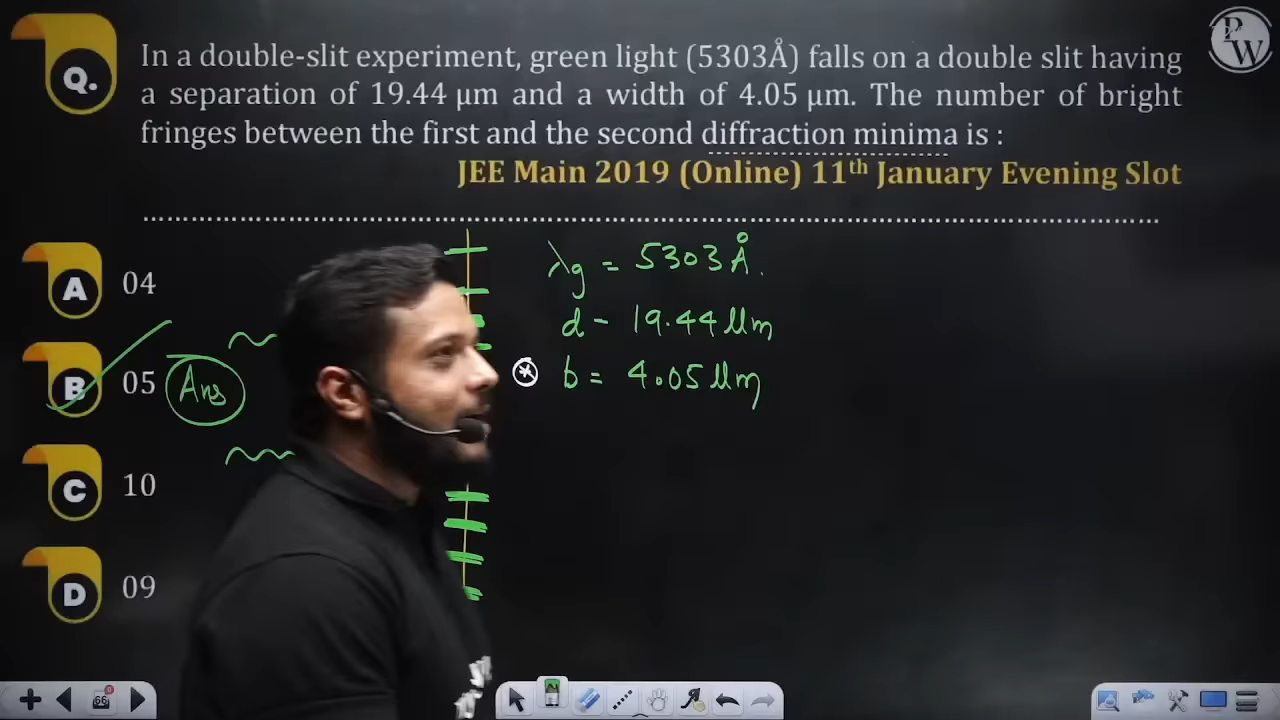 Q.
In a double-slit experiment, green light (5303Å) falls on a double slit having
a separation of 19.44 μm and a width of 4.05 μm. The number of bright
fringes between the first and the second diffraction minima is :
JEE Main 2019 (Online) 11th January Evening Slot
PW
A 04
B 05 Ans
C 10
D 09
λg = 5303Å.
d - 19.44 μm
b = 4.05 μm
66